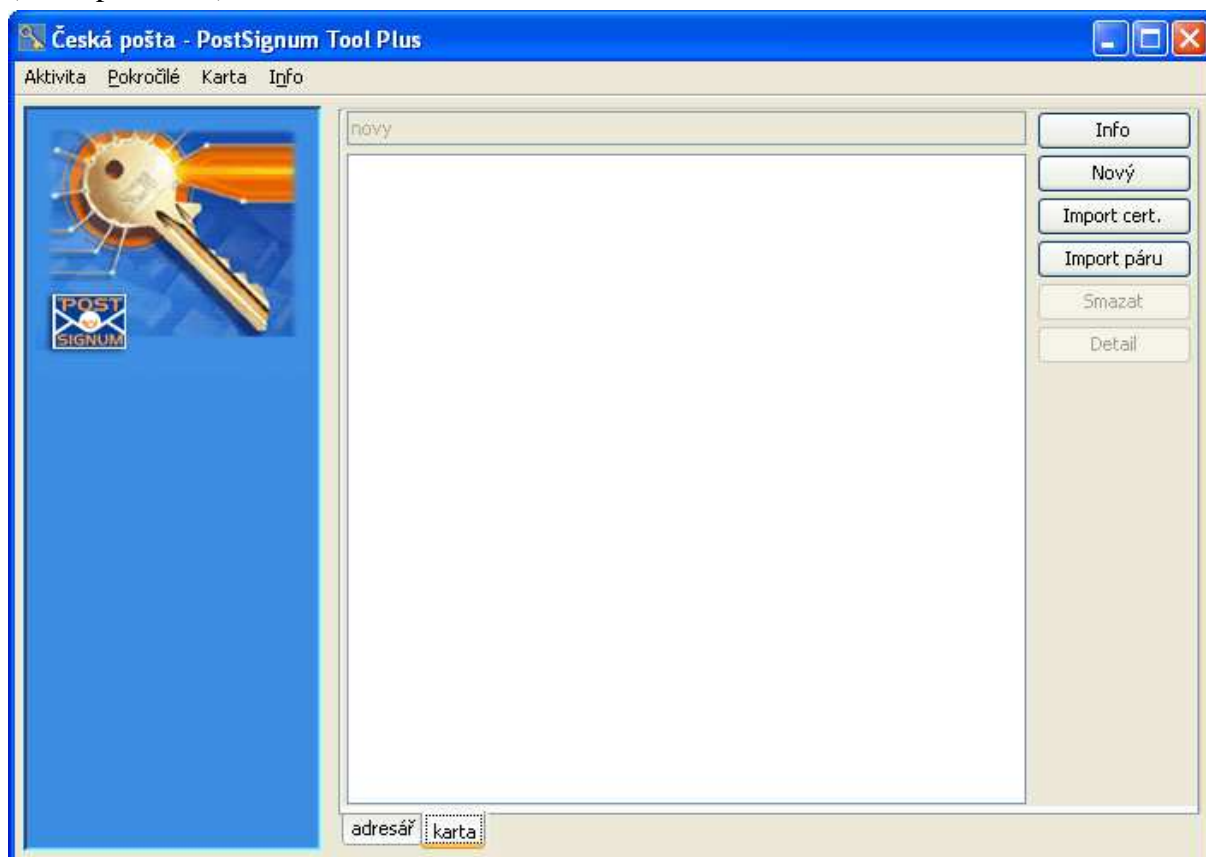 Česká pošta - PostSignum Tool Plus
Aktivita Pokročilé Karta Info
novy
Info
Nový
Import cert.
Import páru
Smazat
Detail
POST
SIGNUM
adresář karta